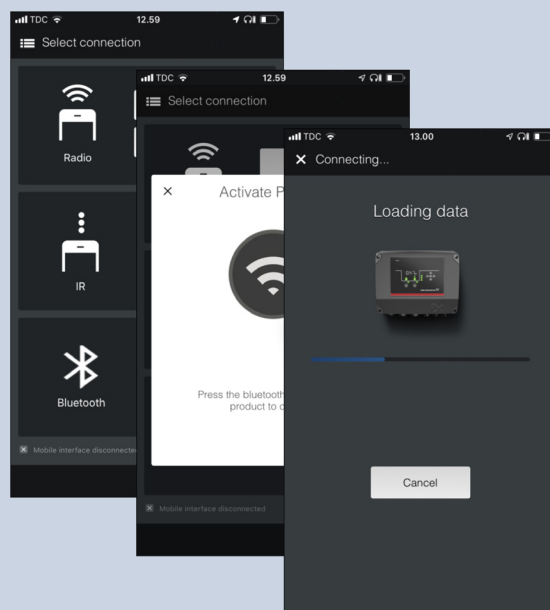 TDC 12.59
Select connection
Radio
IR
Bluetooth
Mobile interface disconnected
TDC 12.59
Select connection
Activate P
Press the bluetooth
product to c
Mobile interface disconnected
TDC 13.00
Connecting...
Loading data
Cancel